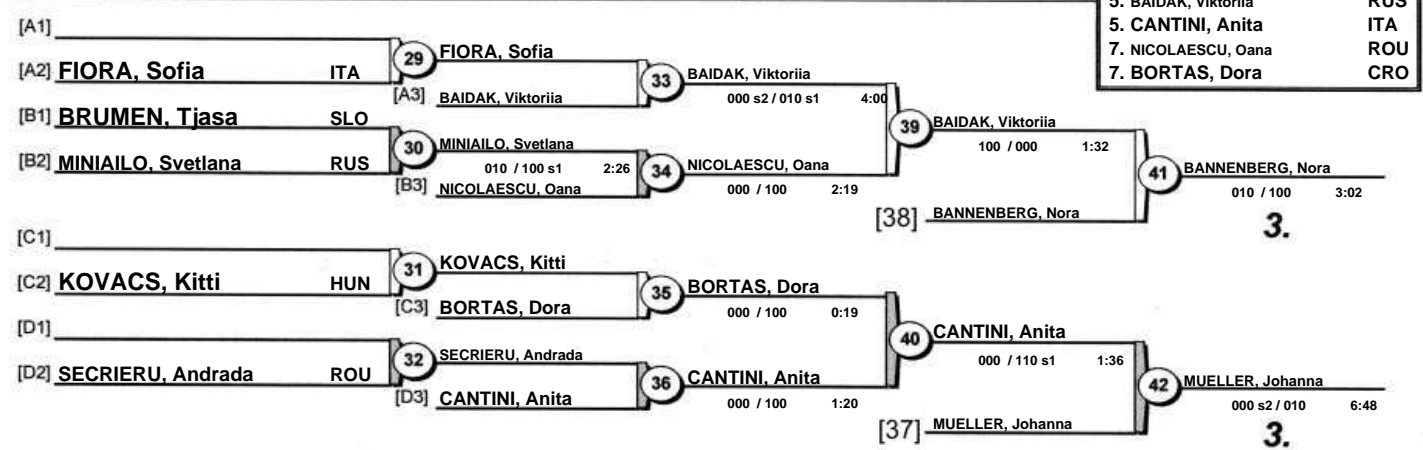 5. BAIDAK, Viktoriia RUS
5. CANTINI, Anita ITA
7. NICOLAESCU, Oana ROU
7. BORTAS, Dora CRO
[A1]
[A2] FIORA, Sofia ITA
29
FIORA, Sofia
[A3] BAIDAK, Viktoriia
33
BAIDAK, Viktoriia
000 s2 / 010 s1 4:00
[B1] BRUMEN, Tjasa SLO
[B2] MINIAILO, Svetlana RUS
30
MINIAILO, Svetlana
010 / 100 s1 2:26
[B3] NICOLAESCU, Oana
34
NICOLAESCU, Oana
000 / 100 2:19
39
BAIDAK, Viktoriia
100 / 000 1:32
[38] BANNENBERG, Nora
41
BANNENBERG, Nora
010 / 100 3:02
3.
[C1]
[C2] KOVACS, Kitti HUN
31
KOVACS, Kitti
[C3] BORTAS, Dora
35
BORTAS, Dora
000 / 100 0:19
[D1]
[D2] SECRIERU, Andrada ROU
32
SECRIERU, Andrada
[D3] CANTINI, Anita
36
CANTINI, Anita
000 / 100 1:20
40
CANTINI, Anita
000 / 110 s1 1:36
[37] MUELLER, Johanna
42
MUELLER, Johanna
000 s2 / 010 6:48
3.